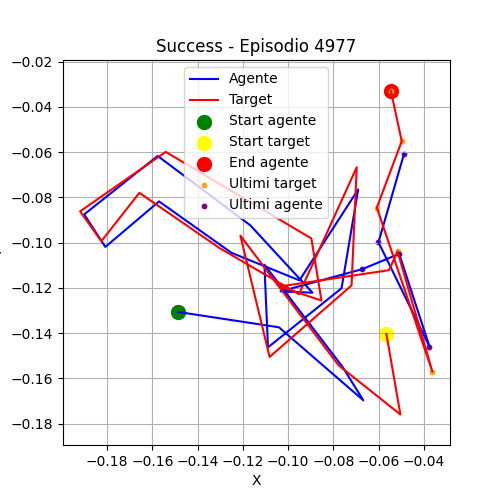 Success - Episodio 4977
−0.02
−0.04
−0.06
−0.08
−0.10
−0.12
−0.14
−0.16
−0.18
Agente
Target
Start agente
Start target
End agente
Ultimi target
Ultimi agente
−0.18 −0.16 −0.14 −0.12 −0.10 −0.08 −0.06 −0.04
X